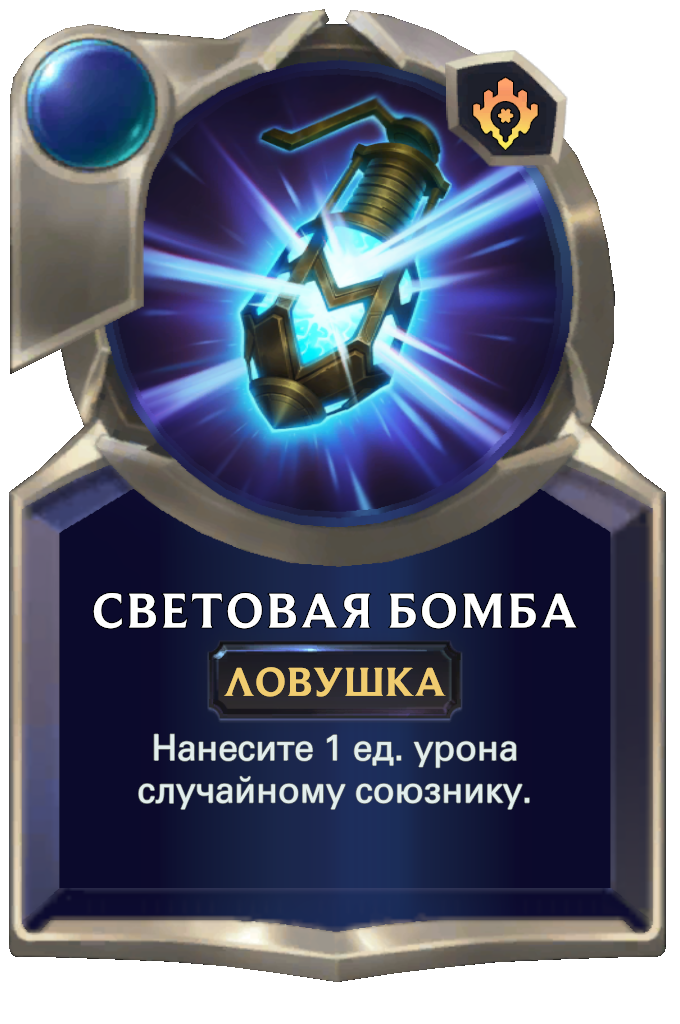 СВЕТОВАЯ БОМБА
ЛОВУШКА
Нанесите 1 ед. урона
случайному союзнику.